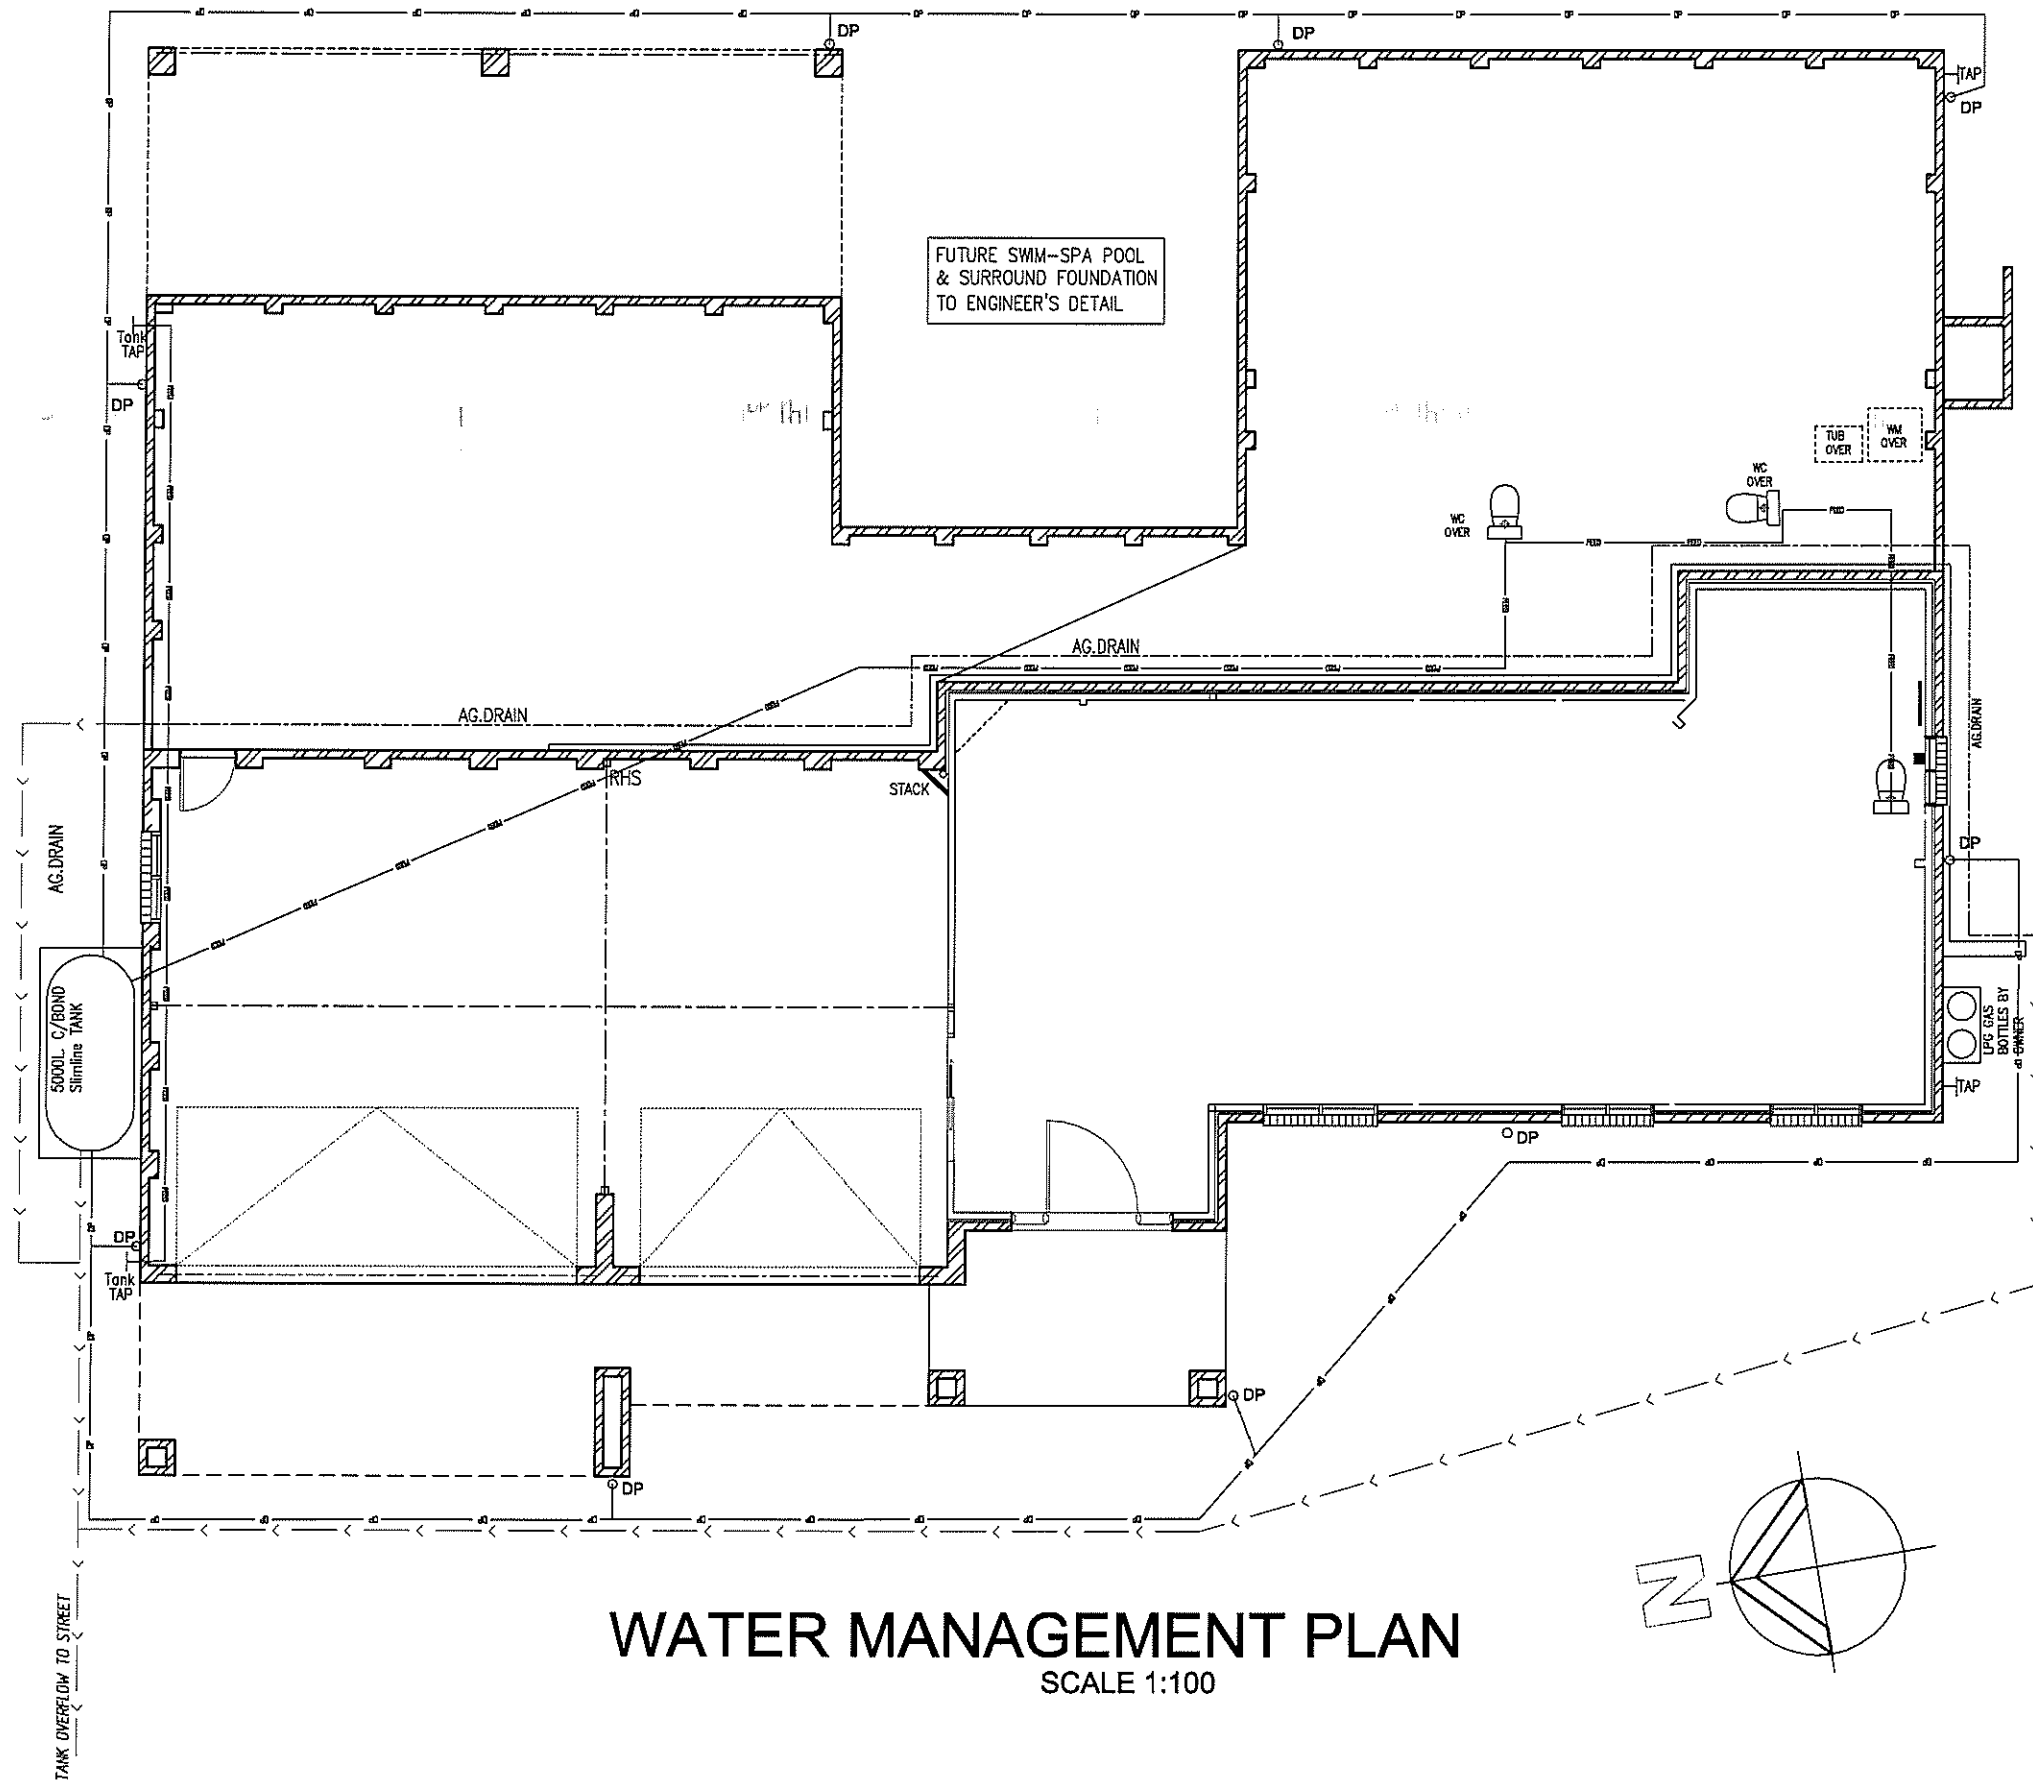 DP
DP
TAP
DP
FUTURE SWIM-SPA POOL
& SURROUND FOUNDATION
TO ENGINEER'S DETAIL
Tank
TAP
DP
TUB
OVER
WM
OVER
WC
OVER
WC
OVER
AG.DRAIN
AG.DRAIN
AG.DRAIN
RHS
STACK
AG.DRAIN
DP
5000L C/BOND
Slimline TANK
LPG GAS
BOTTLES BY
OWNER
TAP
DP
DP
Tank
TAP
DP
DP
TANK OVERFLOW TO STREET
N
WATER MANAGEMENT PLAN
SCALE 1:100